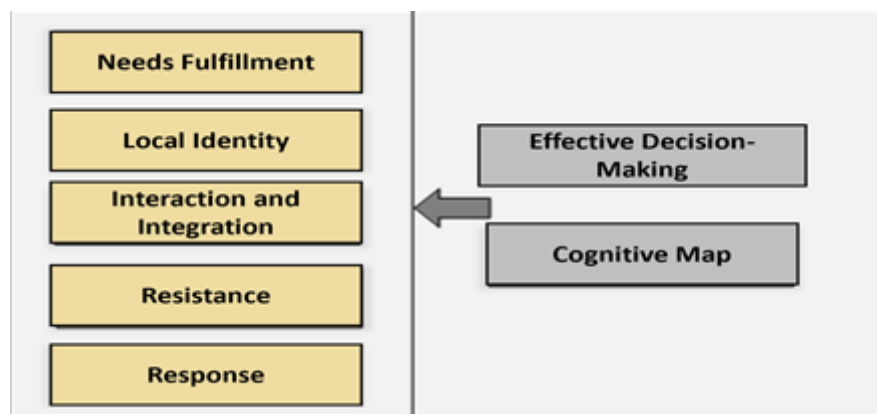 Needs Fulfillment
Local Identity
Interaction and
Integration
Resistance
Response
Effective Decision-
Making
Cognitive Map